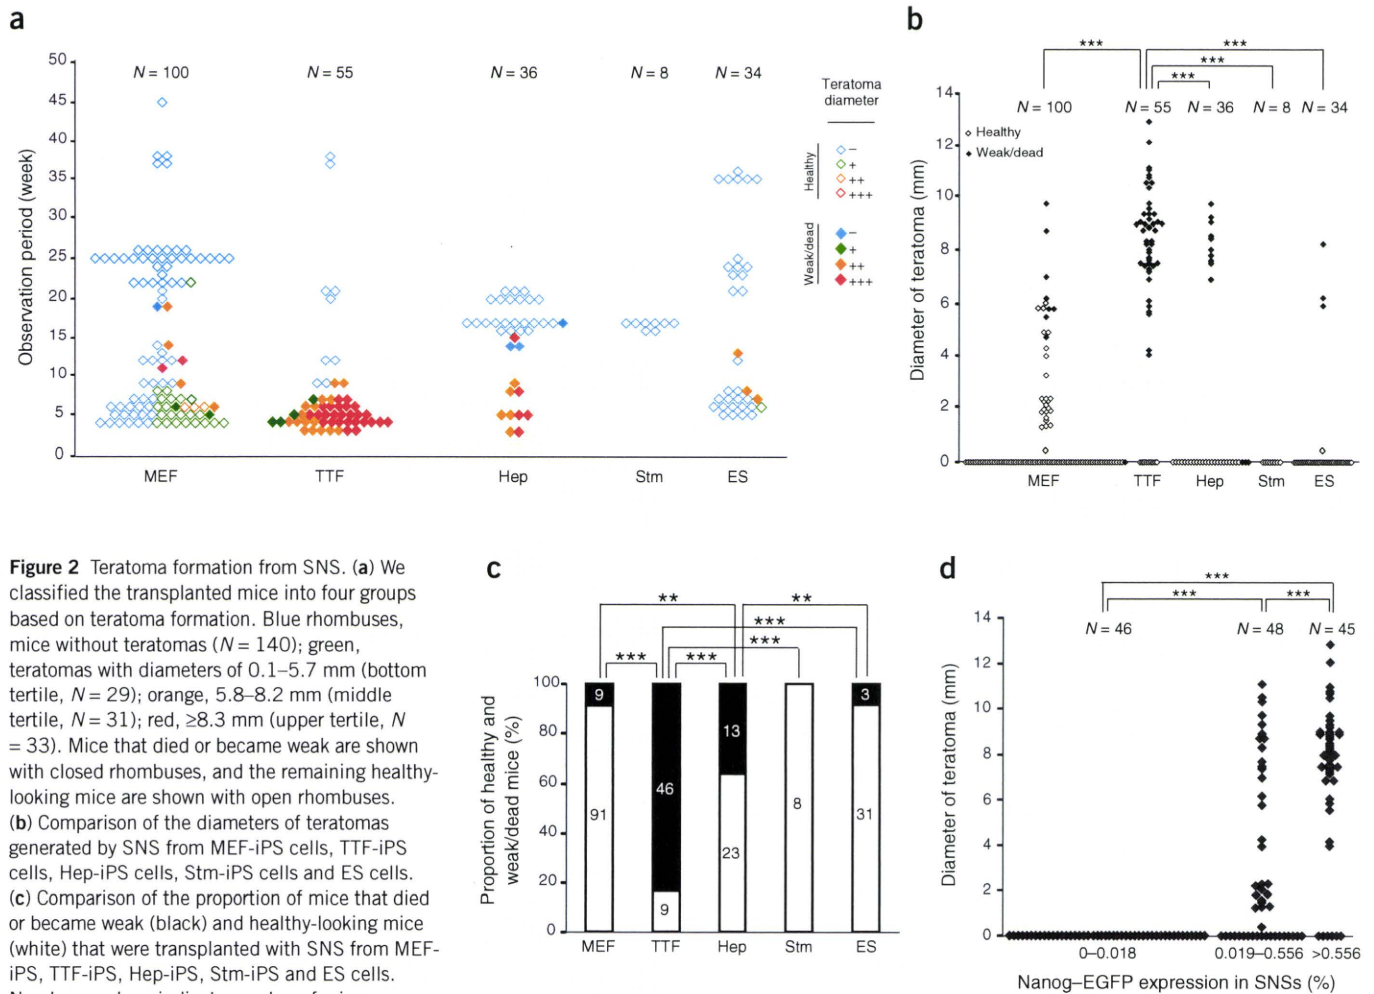 a
50
45
40
35
30
25
20
15
10
5
0
Observation period (week)
N = 100
N = 55
N = 36
N = 8
N = 34
MEF
TTF
Hep
Stm
ES
Teratoma
diameter
Healthy
–
+
++
+++
Weak/dead
–
+
++
+++
b
***
***
***
***
14
12
10
8
6
4
2
0
Diameter of teratoma (mm)
N = 100
N = 55
N = 36
N = 8
N = 34
Healthy
Weak/dead
MEF
TTF
Hep
Stm
ES
Figure 2 Teratoma formation from SNS. (a) We
classified the transplanted mice into four groups
based on teratoma formation. Blue rhombuses,
mice without teratomas (N = 140); green,
teratomas with diameters of 0.1–5.7 mm (bottom
tertile, N = 29); orange, 5.8–8.2 mm (middle
tertile, N = 31); red, ≥8.3 mm (upper tertile, N
= 33). Mice that died or became weak are shown
with closed rhombuses, and the remaining healthy-
looking mice are shown with open rhombuses.
(b) Comparison of the diameters of teratomas
generated by SNS from MEF-iPS cells, TTF-iPS
cells, Hep-iPS cells, Stm-iPS cells and ES cells.
(c) Comparison of the proportion of mice that died
or became weak (black) and healthy-looking mice
(white) that were transplanted with SNS from MEF-
iPS, TTF-iPS, Hep-iPS, Stm-iPS and ES cells.
c
**
**
***
***
***
***
100
80
60
40
20
0
Proportion of healthy and
weak/dead mice (%)
9
91
46
9
13
23
8
3
31
MEF
TTF
Hep
Stm
ES
d
***
***
***
14
12
10
8
6
4
2
0
Diameter of teratoma (mm)
N = 46
N = 48
N = 45
0–0.018
0.019–0.556
>0.556
Nanog–EGFP expression in SNSs (%)